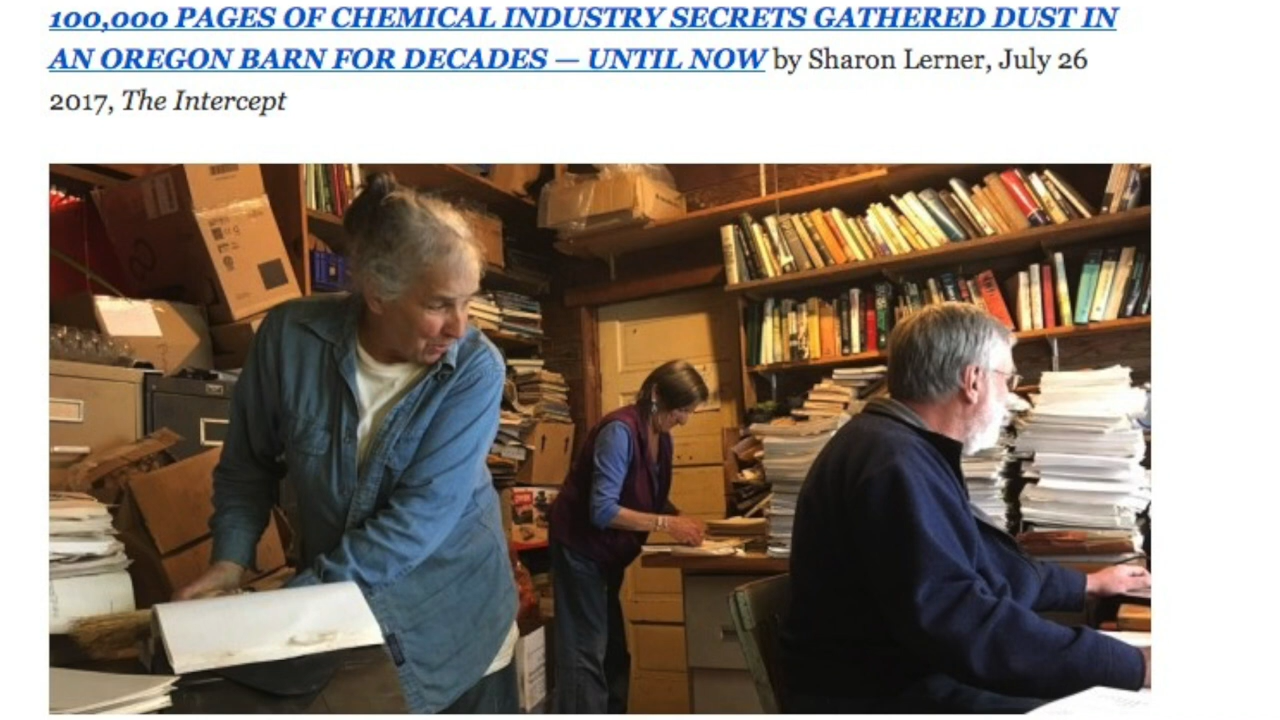 100,000 PAGES OF CHEMICAL INDUSTRY SECRETS GATHERED DUST IN
AN OREGON BARN FOR DECADES — UNTIL NOW by Sharon Lerner, July 26
2017, The Intercept